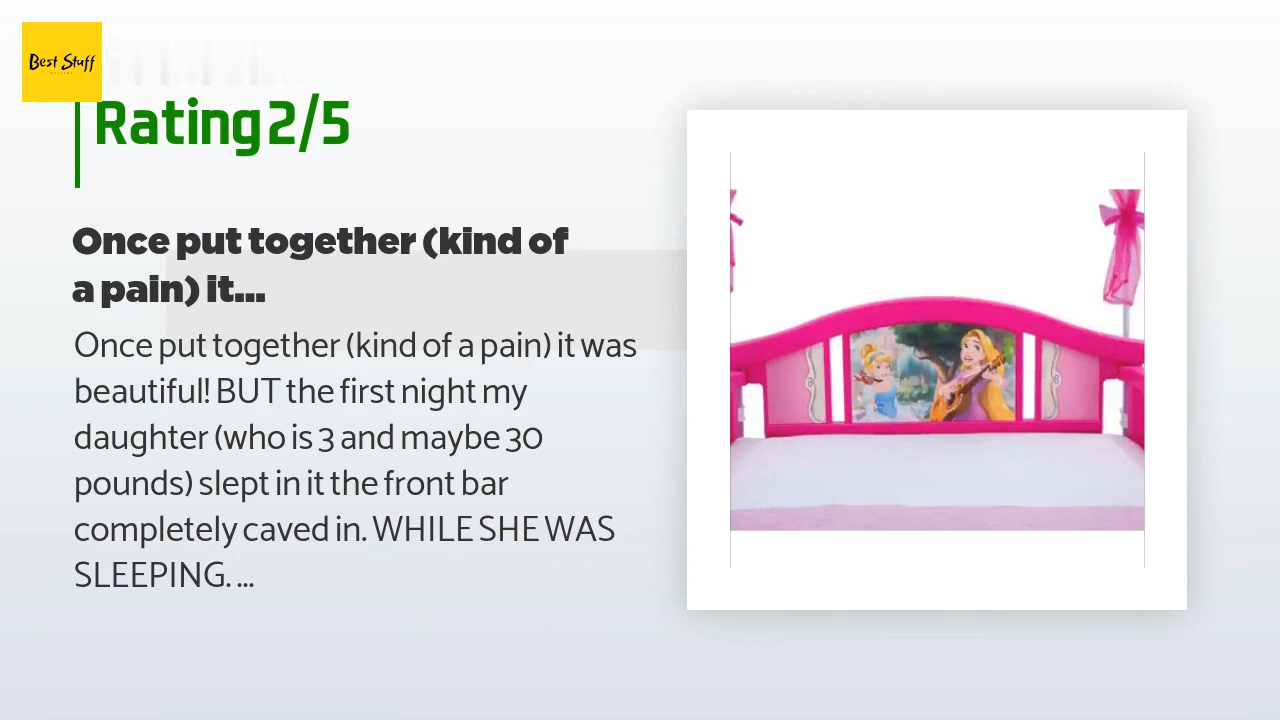 Best Stuff
Rating 2/5
Once put together (kind of
a pain) it...
Once put together (kind of a pain) it was
beautiful! BUT the first night my
daughter (who is 3 and maybe 30
pounds) slept in it the front bar
completely caved in. WHILE SHE WAS
SLEEPING. ...